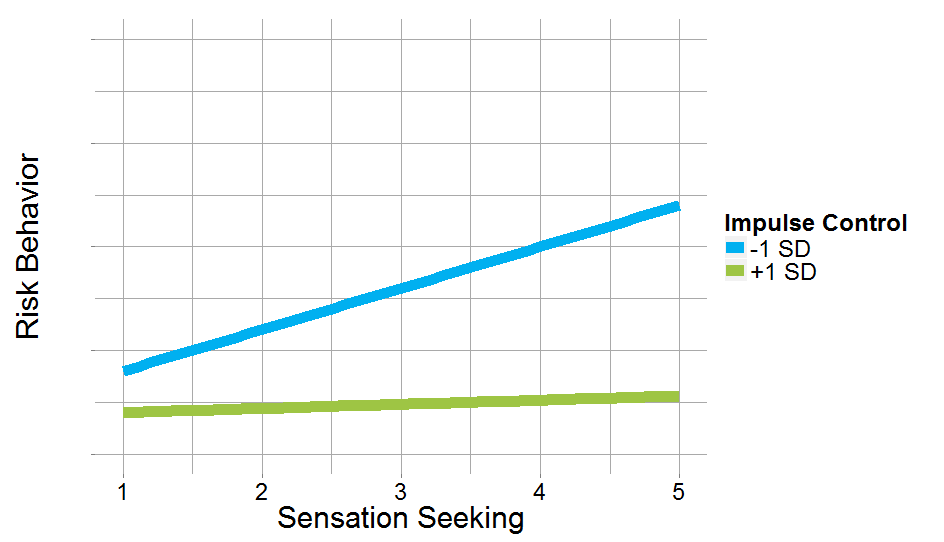 Risk Behavior
Impulse Control
-1 SD
+1 SD
1 2 3 4 5
Sensation Seeking